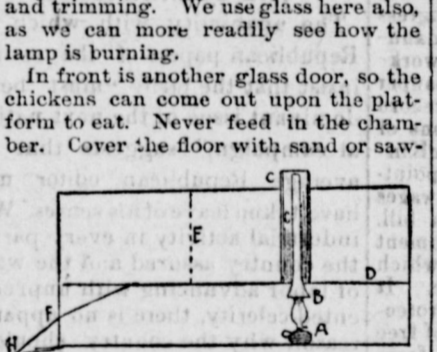 and trimming. We use glass here also,
as we can more readily see how the
lamp is burning.
In front is another glass door, so the
chickens can come out upon the plat-
form to eat. Never feed in the cham-
ber. Cover the floor with sand or saw-
C
C
E
D
B
A
H